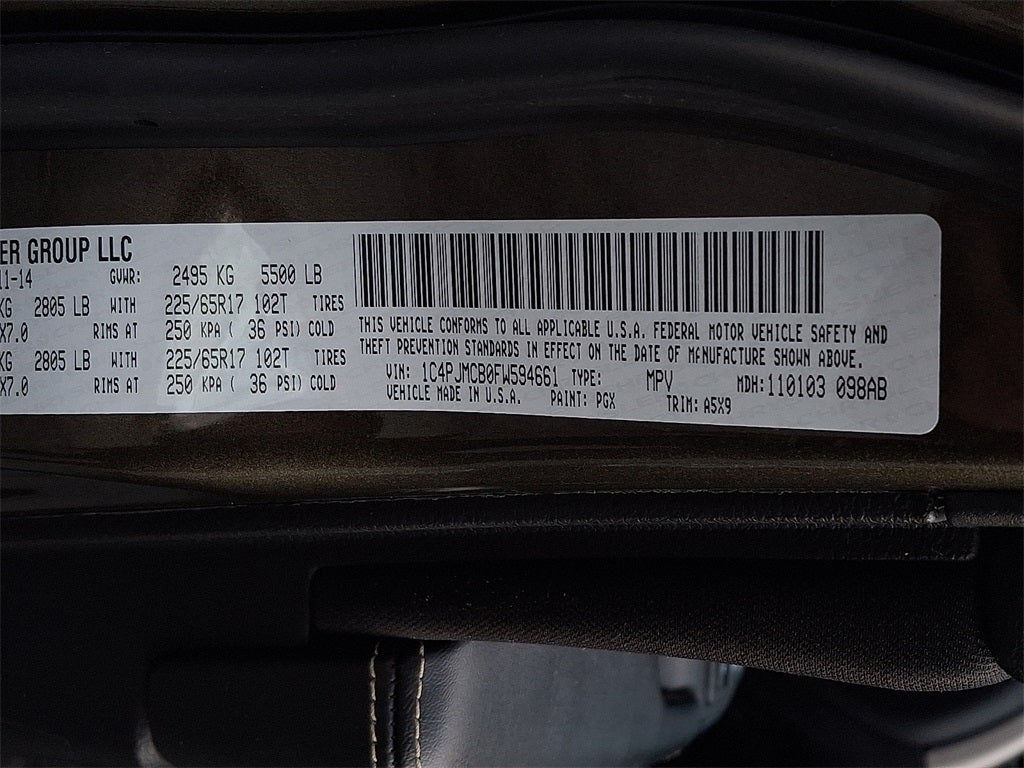 ER GROUP LLC
11-14 GVWR: 2495 KG 5500 LB
KG 2805 LB WITH 225/65R17 102T TIRES
X7.0 RIMS AT 250 KPA ( 36 PSI) COLD
KG 2805 LB WITH 225/65R17 102T TIRES
X7.0 RIMS AT 250 KPA ( 36 PSI) COLD
THIS VEHICLE CONFORMS TO ALL APPLICABLE U.S.A. FEDERAL MOTOR VEHICLE SAFETY AND
THEFT PREVENTION STANDARDS IN EFFECT ON THE DATE OF MANUFACTURE SHOWN ABOVE.
VIN: 1C4PJMCB0FW594661 TYPE: MPV MDH:110103 098AB
VEHICLE MADE IN U.S.A. PAINT: PGX TRIM: A5X9